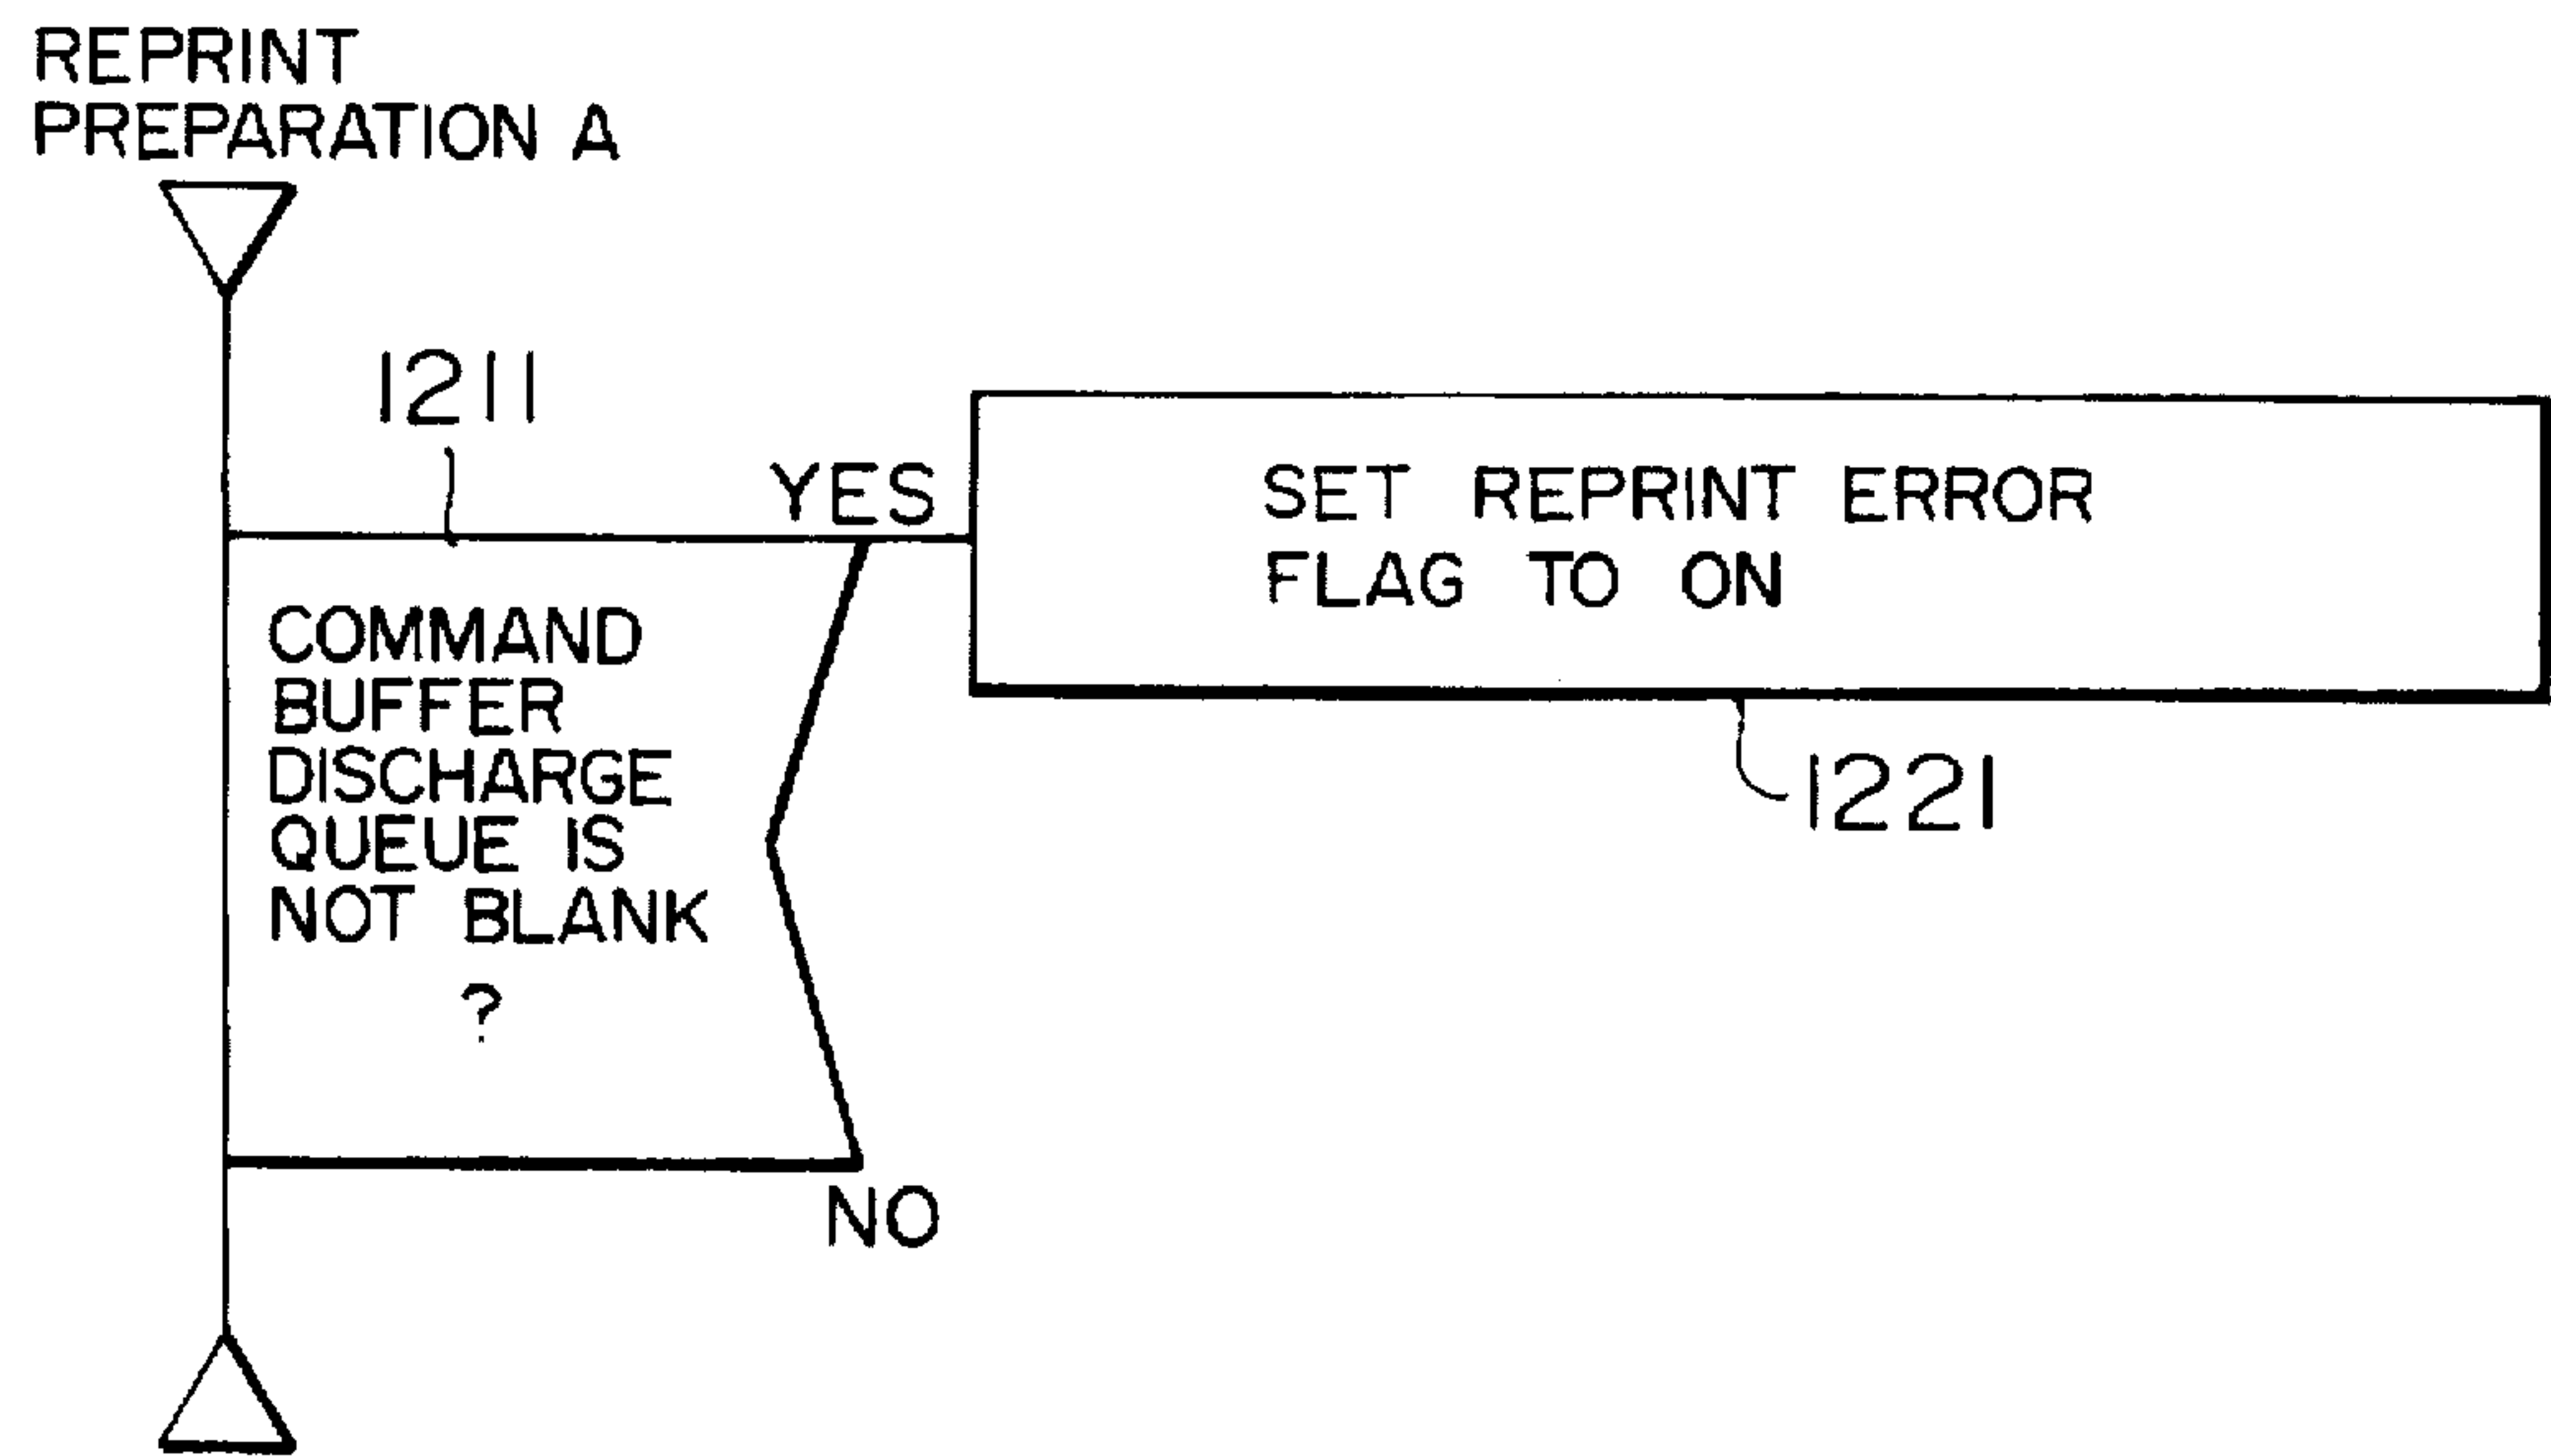 REPRINT
PREPARATION A
1211
YES
SET REPRINT ERROR
FLAG TO ON
COMMAND
BUFFER
DISCHARGE
QUEUE IS
NOT BLANK
?
1221
NO